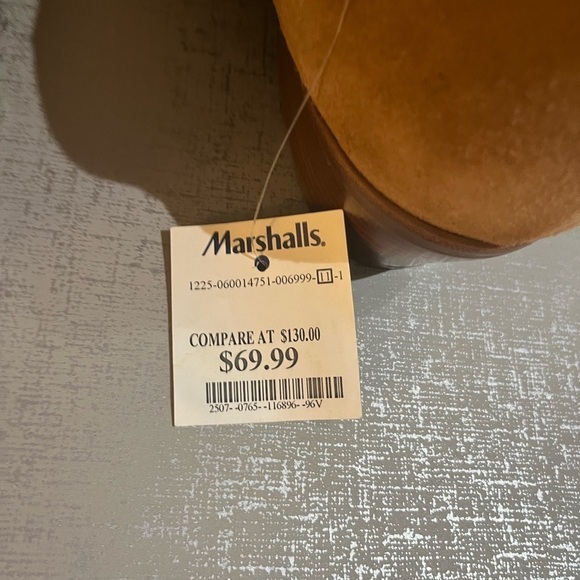 Marshalls.
1225-060014751-006999-11-1
COMPARE AT $130.00
$69.99
2507--0765--116896--96V